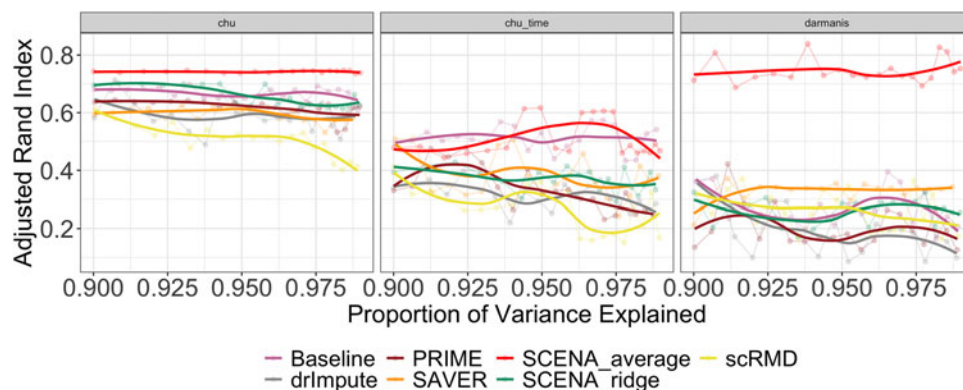 chu chu_time darmanis
Adjusted Rand Index
0.8
0.6
0.4
0.2
0.900 0.925 0.950 0.975 0.900 0.925 0.950 0.975 0.900 0.925 0.950 0.975
Proportion of Variance Explained
Baseline PRIME SCENA_average scRMD
drImpute SAVER SCENA_ridge